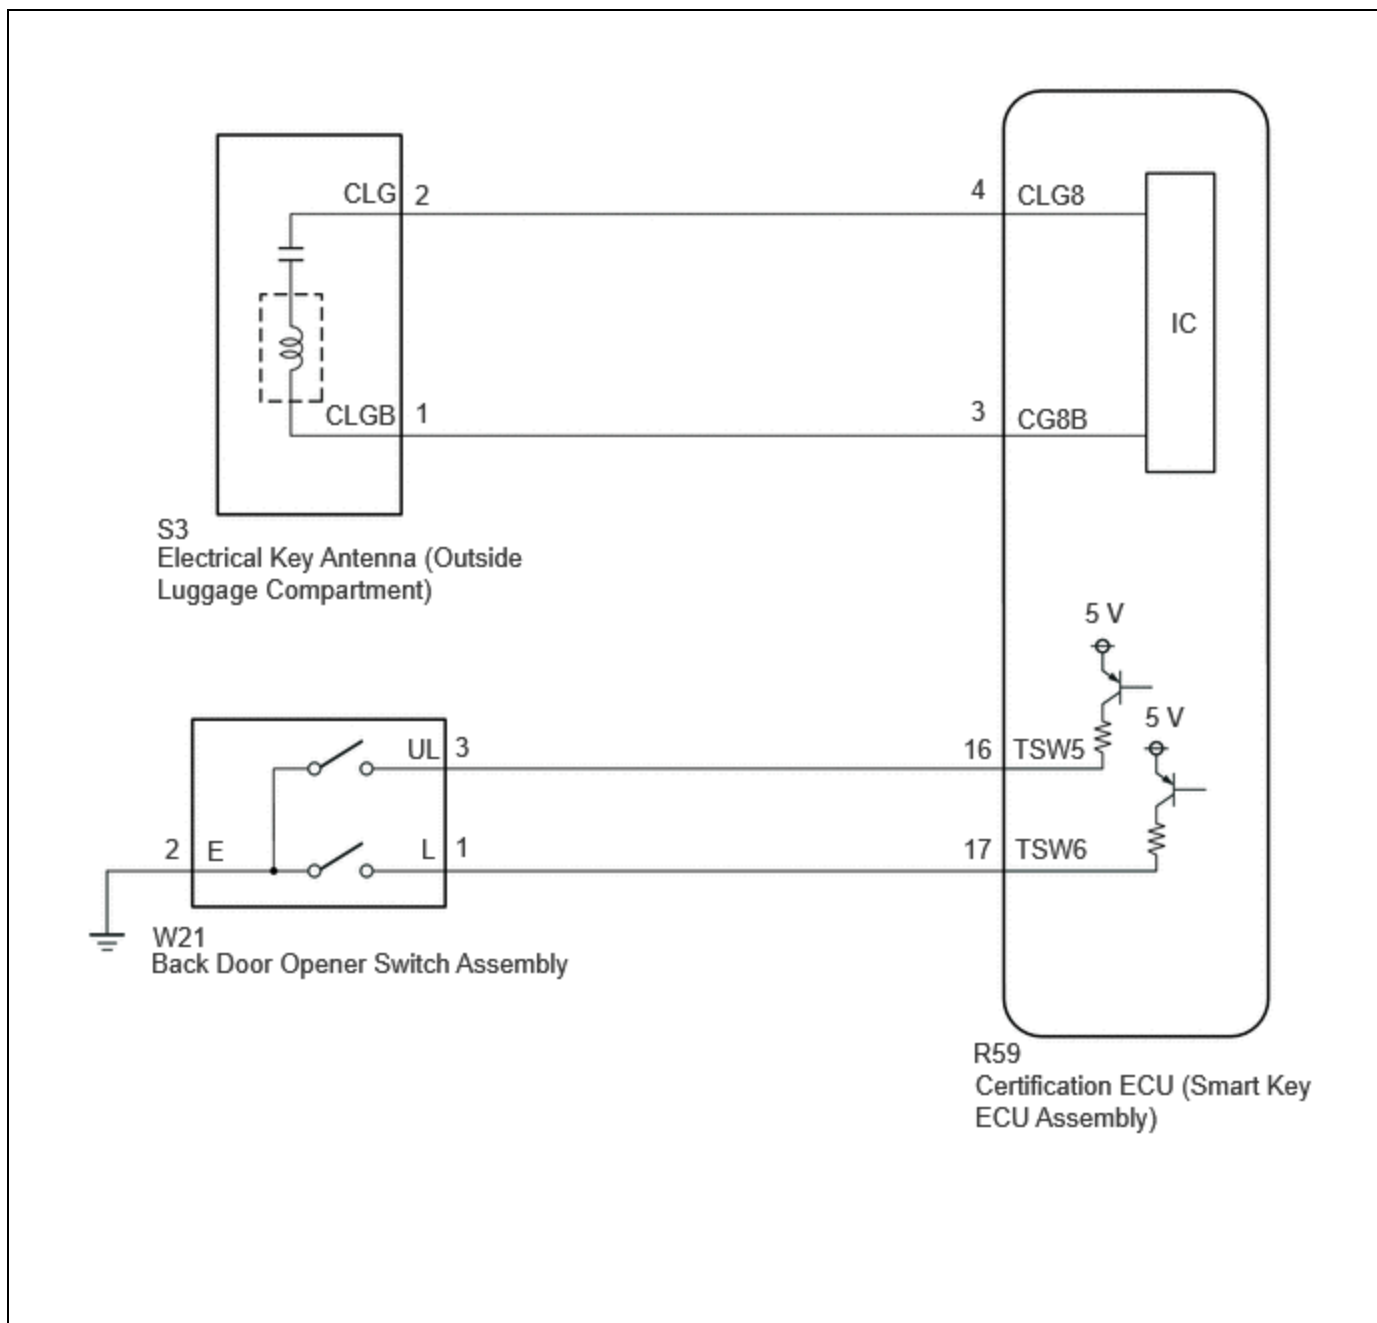 CLG 2
4 CLG8
IC
CLGB 1
3 CG8B
S3
Electrical Key Antenna (Outside
Luggage Compartment)
5 V
5 V
UL 3
16 TSW5
2 E
L 1
17 TSW6
W21
Back Door Opener Switch Assembly
R59
Certification ECU (Smart Key
ECU Assembly)